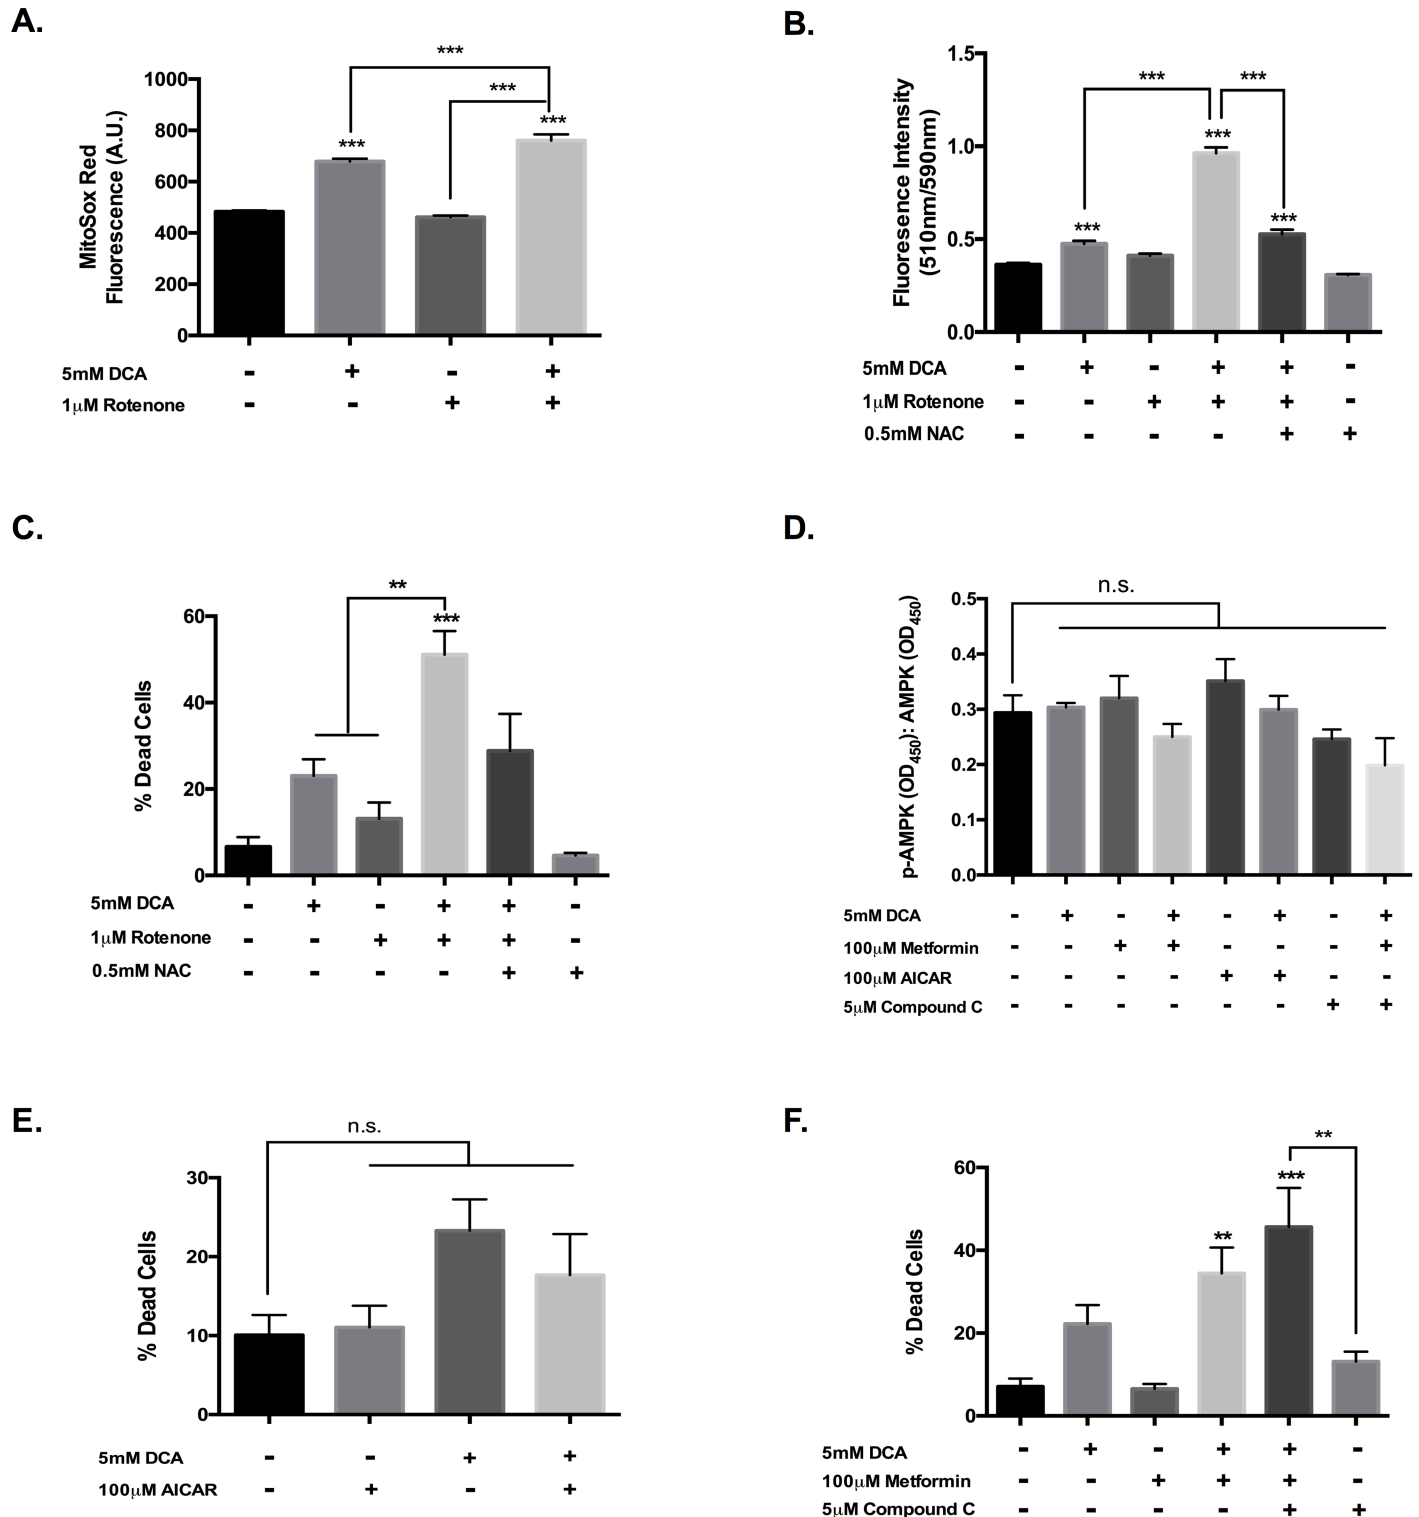 A.
***
***
***
***
MitoSox Red
Fluorescence (A.U.)
1000
800
600
400
200
0
5mM DCA - + - +
1µM Rotenone - - + +
B.
*** ***
***
***
***
Fluoresence Intensity
(510nm/590nm)
1.5
1.0
0.5
0.0
5mM DCA - + - + + -
1µM Rotenone - - + + + -
0.5mM NAC - - - - + +
C.
**
***
% Dead Cells
60
40
20
0
5mM DCA - + - + + -
1µM Rotenone - - + + + -
0.5mM NAC - - - - + +
D.
n.s.
p-AMPK (OD450): AMPK (OD450)
0.5
0.4
0.3
0.2
0.1
0.0
5mM DCA - + - + - + - +
100µM Metformin - - + + - - - +
100µM AICAR - - - - + + - -
5µM Compound C - - - - - - + +
E.
n.s.
% Dead Cells
30
20
10
0
5mM DCA - - + +
100µM AICAR - + - +
F.
**
***
**
% Dead Cells
60
40
20
0
5mM DCA - + - + + -
100µM Metformin - - + + + -
5µM Compound C - - - - + +